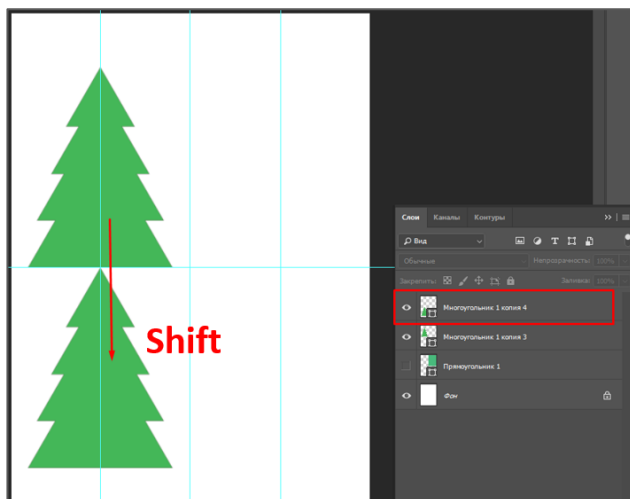 Shift
Слои Каналы Контуры
Вид
Обычные Непрозрачность: 100%
Закрепить: Заливка: 100%
Многоугольник 1 копия 4
Многоугольник 1 копия 3
Прямоугольник 1
Фон